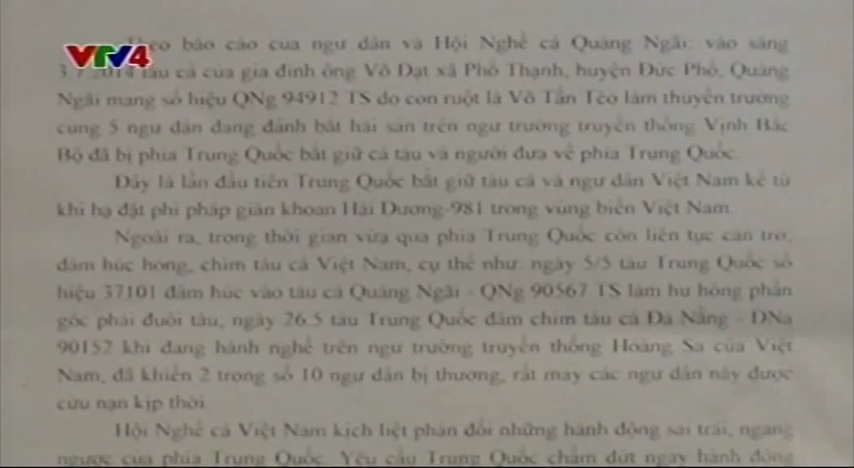 VTV4
Theo báo cáo của ngư dân và Hội Nghề cá Quảng Ngãi: vào sáng
3.7.2014 tàu cá của gia đình ông Võ Đạt xã Phổ Thạnh, huyện Đức Phổ, Quảng
Ngãi mang số hiệu QNg 94912 TS do con ruột là Võ Tấn Tèo làm thuyền trưởng
cùng 5 ngư dân đang đánh bắt hải sản trên ngư trường truyền thống Vịnh Bắc
Bộ đã bị phía Trung Quốc bắt giữ cả tàu và người đưa về phía Trung Quốc.
Đây là lần đầu tiên Trung Quốc bắt giữ tàu cá và ngư dân Việt Nam kể từ
khi hạ đặt phi pháp giàn khoan Hải Dương-981 trong vùng biển Việt Nam.
Ngoài ra, trong thời gian vừa qua phía Trung Quốc còn liên tục cản trở,
đâm húc hỏng, chìm tàu cá Việt Nam, cụ thể như: ngày 5/5 tàu Trung Quốc số
hiệu 37101 đâm húc vào tàu cá Quảng Ngãi - QNg 90567 TS làm hư hỏng phần
góc phải đuôi tàu, ngày 26.5 tàu Trung Quốc đâm chìm tàu cá Đà Nẵng - ĐNa
90152 khi đang hành nghề trên ngư trường truyền thống Hoàng Sa của Việt
Nam, đã khiến 2 trong số 10 ngư dân bị thương, rất may các ngư dân này được
cứu nạn kịp thời.
Hội Nghề cá Việt Nam kịch liệt phản đối những hành động sai trái, ngang
ngược của phía Trung Quốc. Yêu cầu Trung Quốc chấm dứt ngay hành động